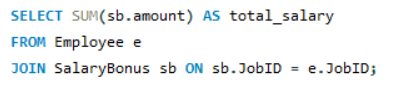 SELECT SUM(sb.amount) AS total_salary
FROM Employee e
JOIN SalaryBonus sb ON sb.JobID = e.JobID;